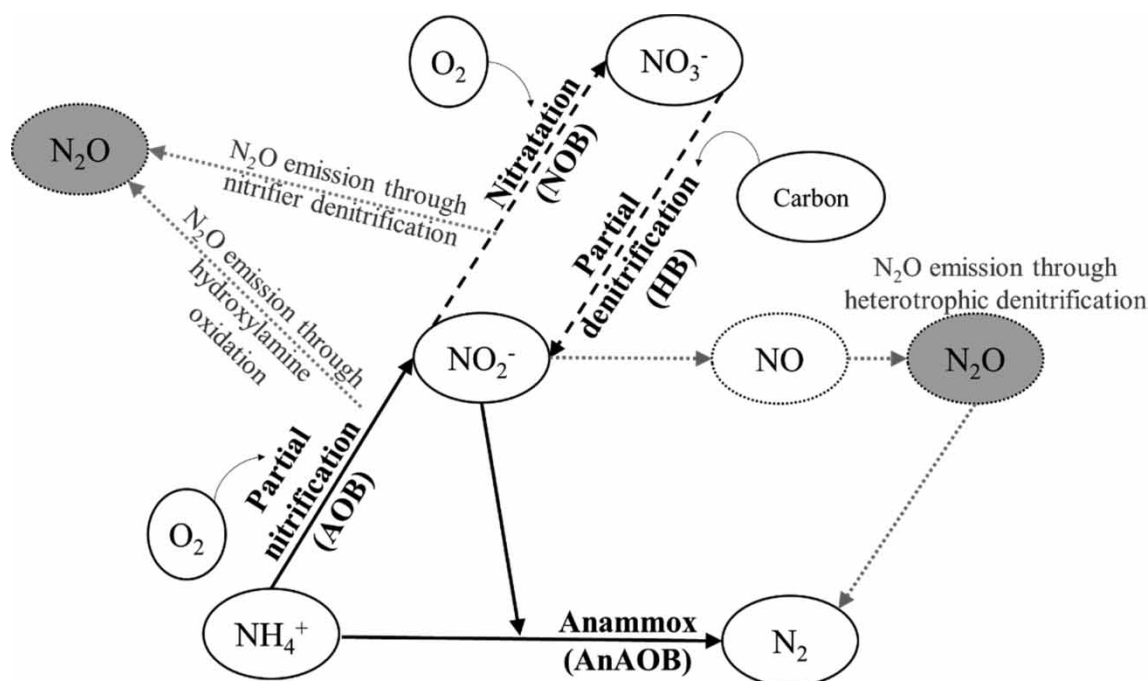 O₂
NO₃⁻
N₂O
N₂O emission through
nitrifier denitrification
Nitratation
(NOB)
Partial
denitrification
(HB)
Carbon
N₂O emission through
hydroxylamine
oxidation
N₂O emission through
heterotrophic denitrification
NO₂⁻
NO
N₂O
Partial
nitrification
(AOB)
O₂
NH₄⁺
Anammox
(AnAOB)
N₂